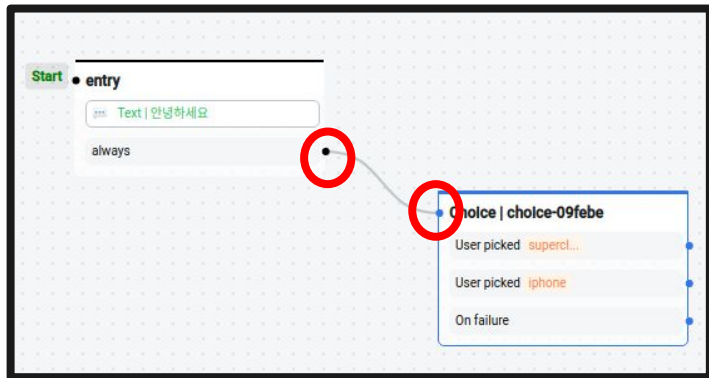 Start
entry
Text | 안녕하세요
always
Choice | choice-09febe
User picked supercl...
User picked iphone
On failure